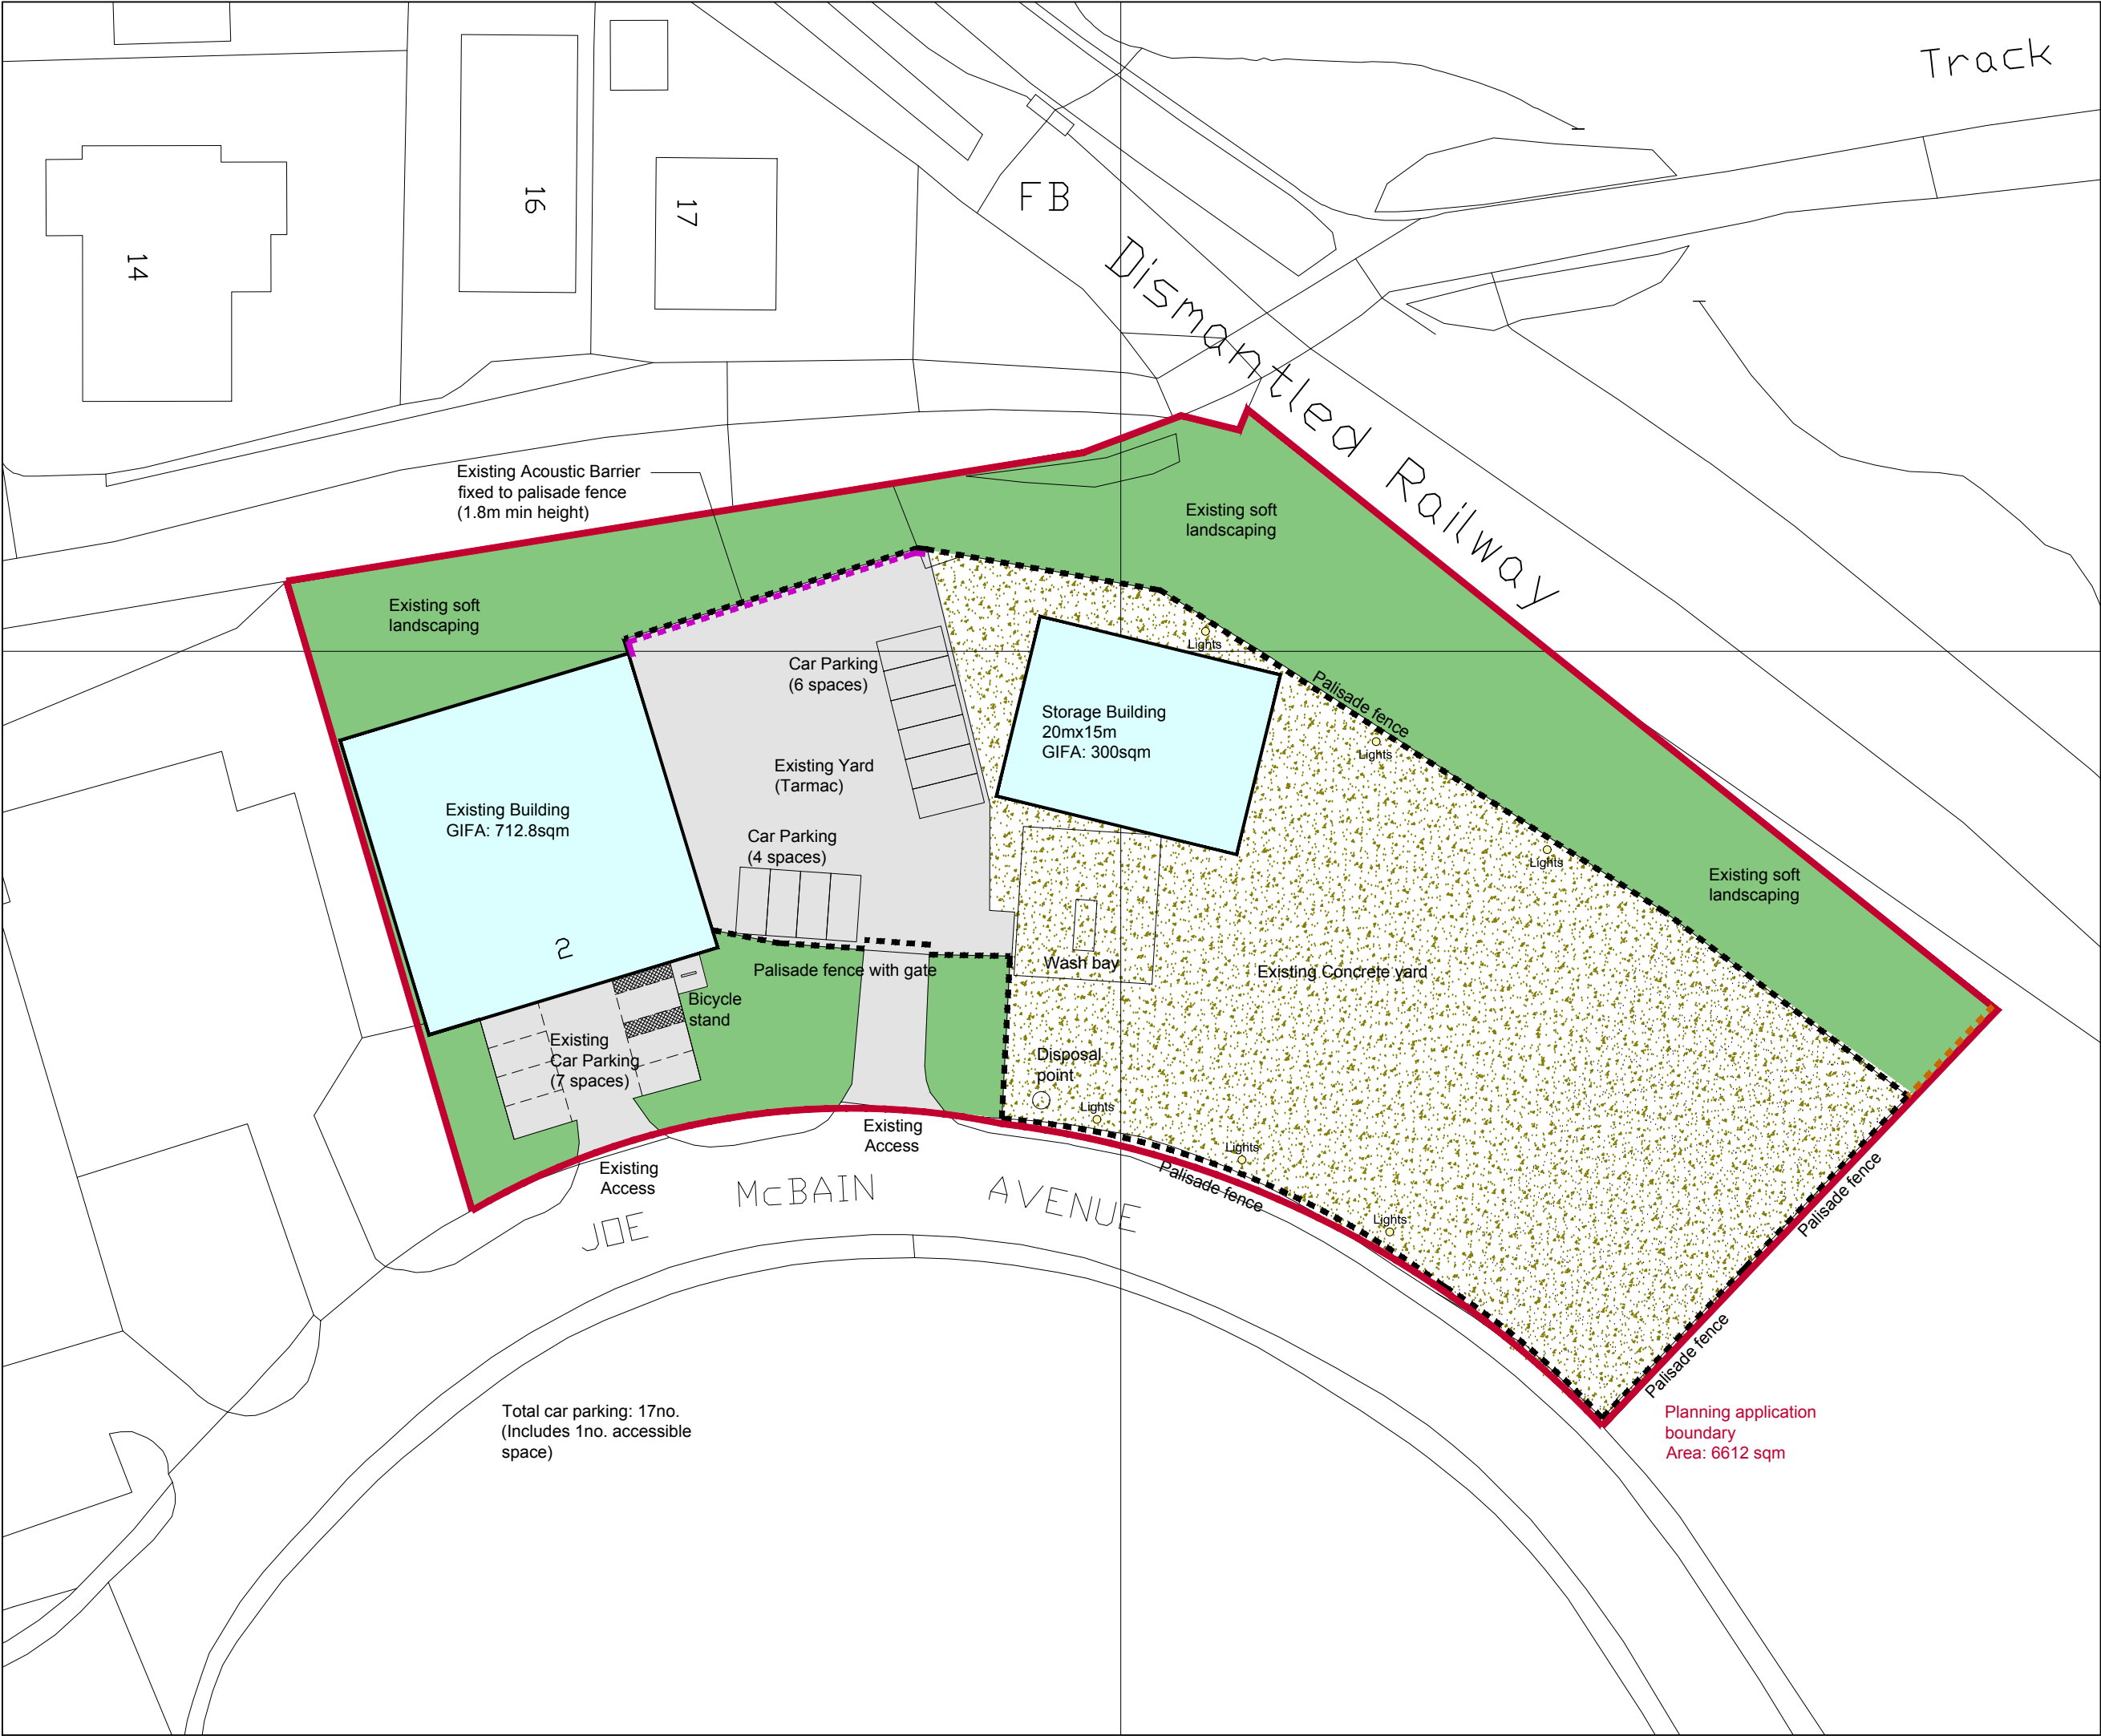 Track
16
17
FB
14
Dismantled Railway
Existing Acoustic Barrier
fixed to palisade fence
(1.8m min height)
Existing soft
landscaping
Existing soft
landscaping
Lights
Car Parking
(6 spaces)
Palisade fence
Storage Building
20mx15m
GIFA: 300sqm
Lights
Existing Yard
(Tarmac)
Existing Building
GIFA: 712.8sqm
Car Parking
(4 spaces)
Lights
Existing soft
landscaping
2
Palisade fence with gate
Wash bay
Existing Concrete yard
Bicycle
stand
Existing
Car Parking
(7 spaces)
Disposal
point
Lights
Existing
Access
Lights
Existing
Access
Palisade fence
Palisade fence
JOE McBAIN AVENUE
Lights
Palisade fence
Total car parking: 17no.
(Includes 1no. accessible
space)
Planning application
boundary
Area: 6612 sqm